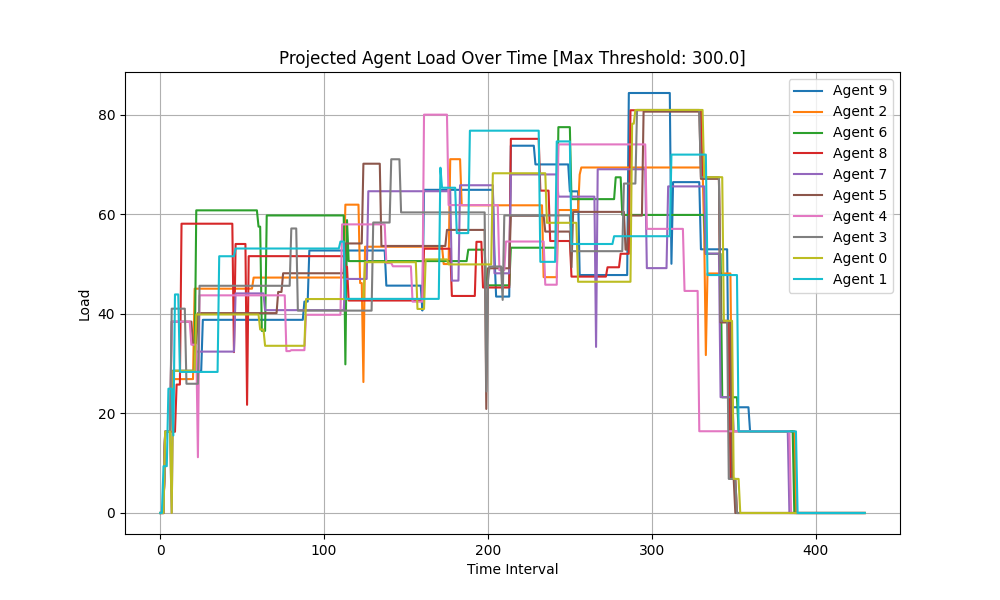 Projected Agent Load Over Time [Max Threshold: 300.0]
Load
80
60
40
20
0
0
100
200
300
400
Time Interval
Agent 9
Agent 2
Agent 6
Agent 8
Agent 7
Agent 5
Agent 4
Agent 3
Agent 0
Agent 1